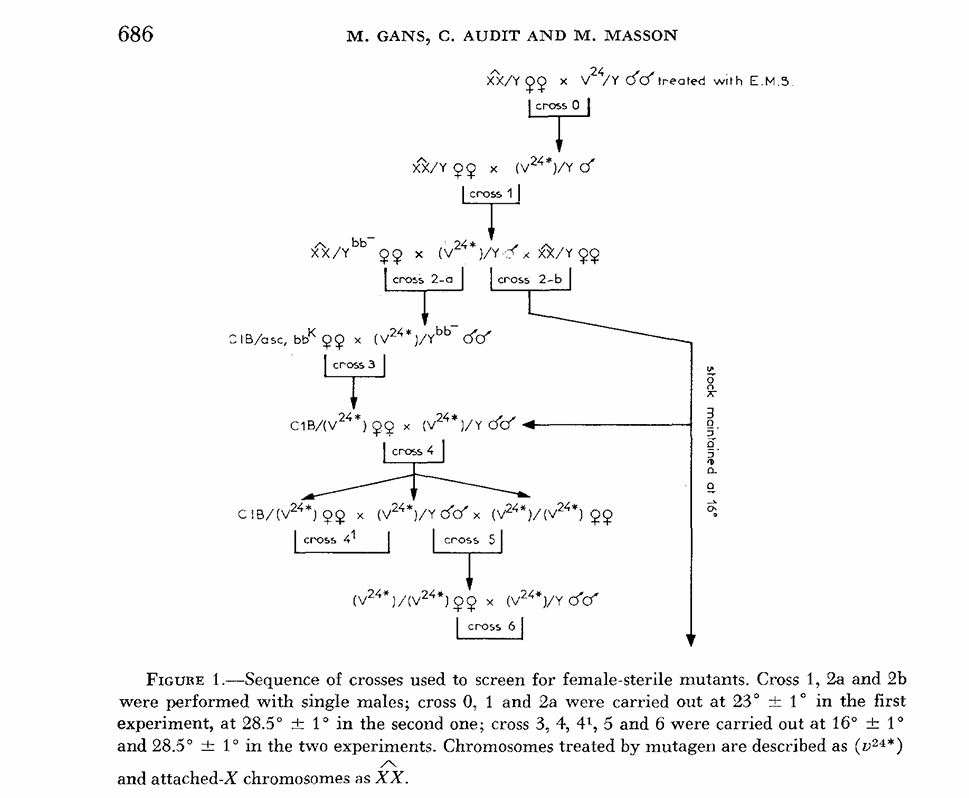 686
M. GANS, C. AUDIT AND M. MASSON
X͡X/Y ♀♀ x V²⁴/Y ♂♂ treated with E.M.S.
cross 0
X͡X/Y ♀♀ x (V²⁴*)/Y ♂
cross 1
X͡X/Y^bb⁻ ♀♀ x (V²⁴*)/Y ♂ x X͡X/Y ♀♀
cross 2-a cross 2-b
C1B/asc, bb^K ♀♀ x (V²⁴*)/Y^bb⁻ ♂♂
cross 3
C1B/(V²⁴*) ♀♀ x (V²⁴*)/Y ♂♂
cross 4
C1B/(V²⁴*) ♀♀ x (V²⁴*)/Y ♂♂ x (V²⁴*)/(V²⁴*) ♀♀
cross 4¹ cross 5
(V²⁴*)/(V²⁴*) ♀♀ x (V²⁴*)/Y ♂♂
cross 6
stock maintained at 16°
FIGURE 1.—Sequence of crosses used to screen for female-sterile mutants. Cross 1, 2a and 2b
were performed with single males; cross 0, 1 and 2a were carried out at 23° ± 1° in the first
experiment, at 28.5° ± 1° in the second one; cross 3, 4, 4¹, 5 and 6 were carried out at 16° ± 1°
and 28.5° ± 1° in the two experiments. Chromosomes treated by mutagen are described as (v²⁴*)
and attached-X chromosomes as X͡X.